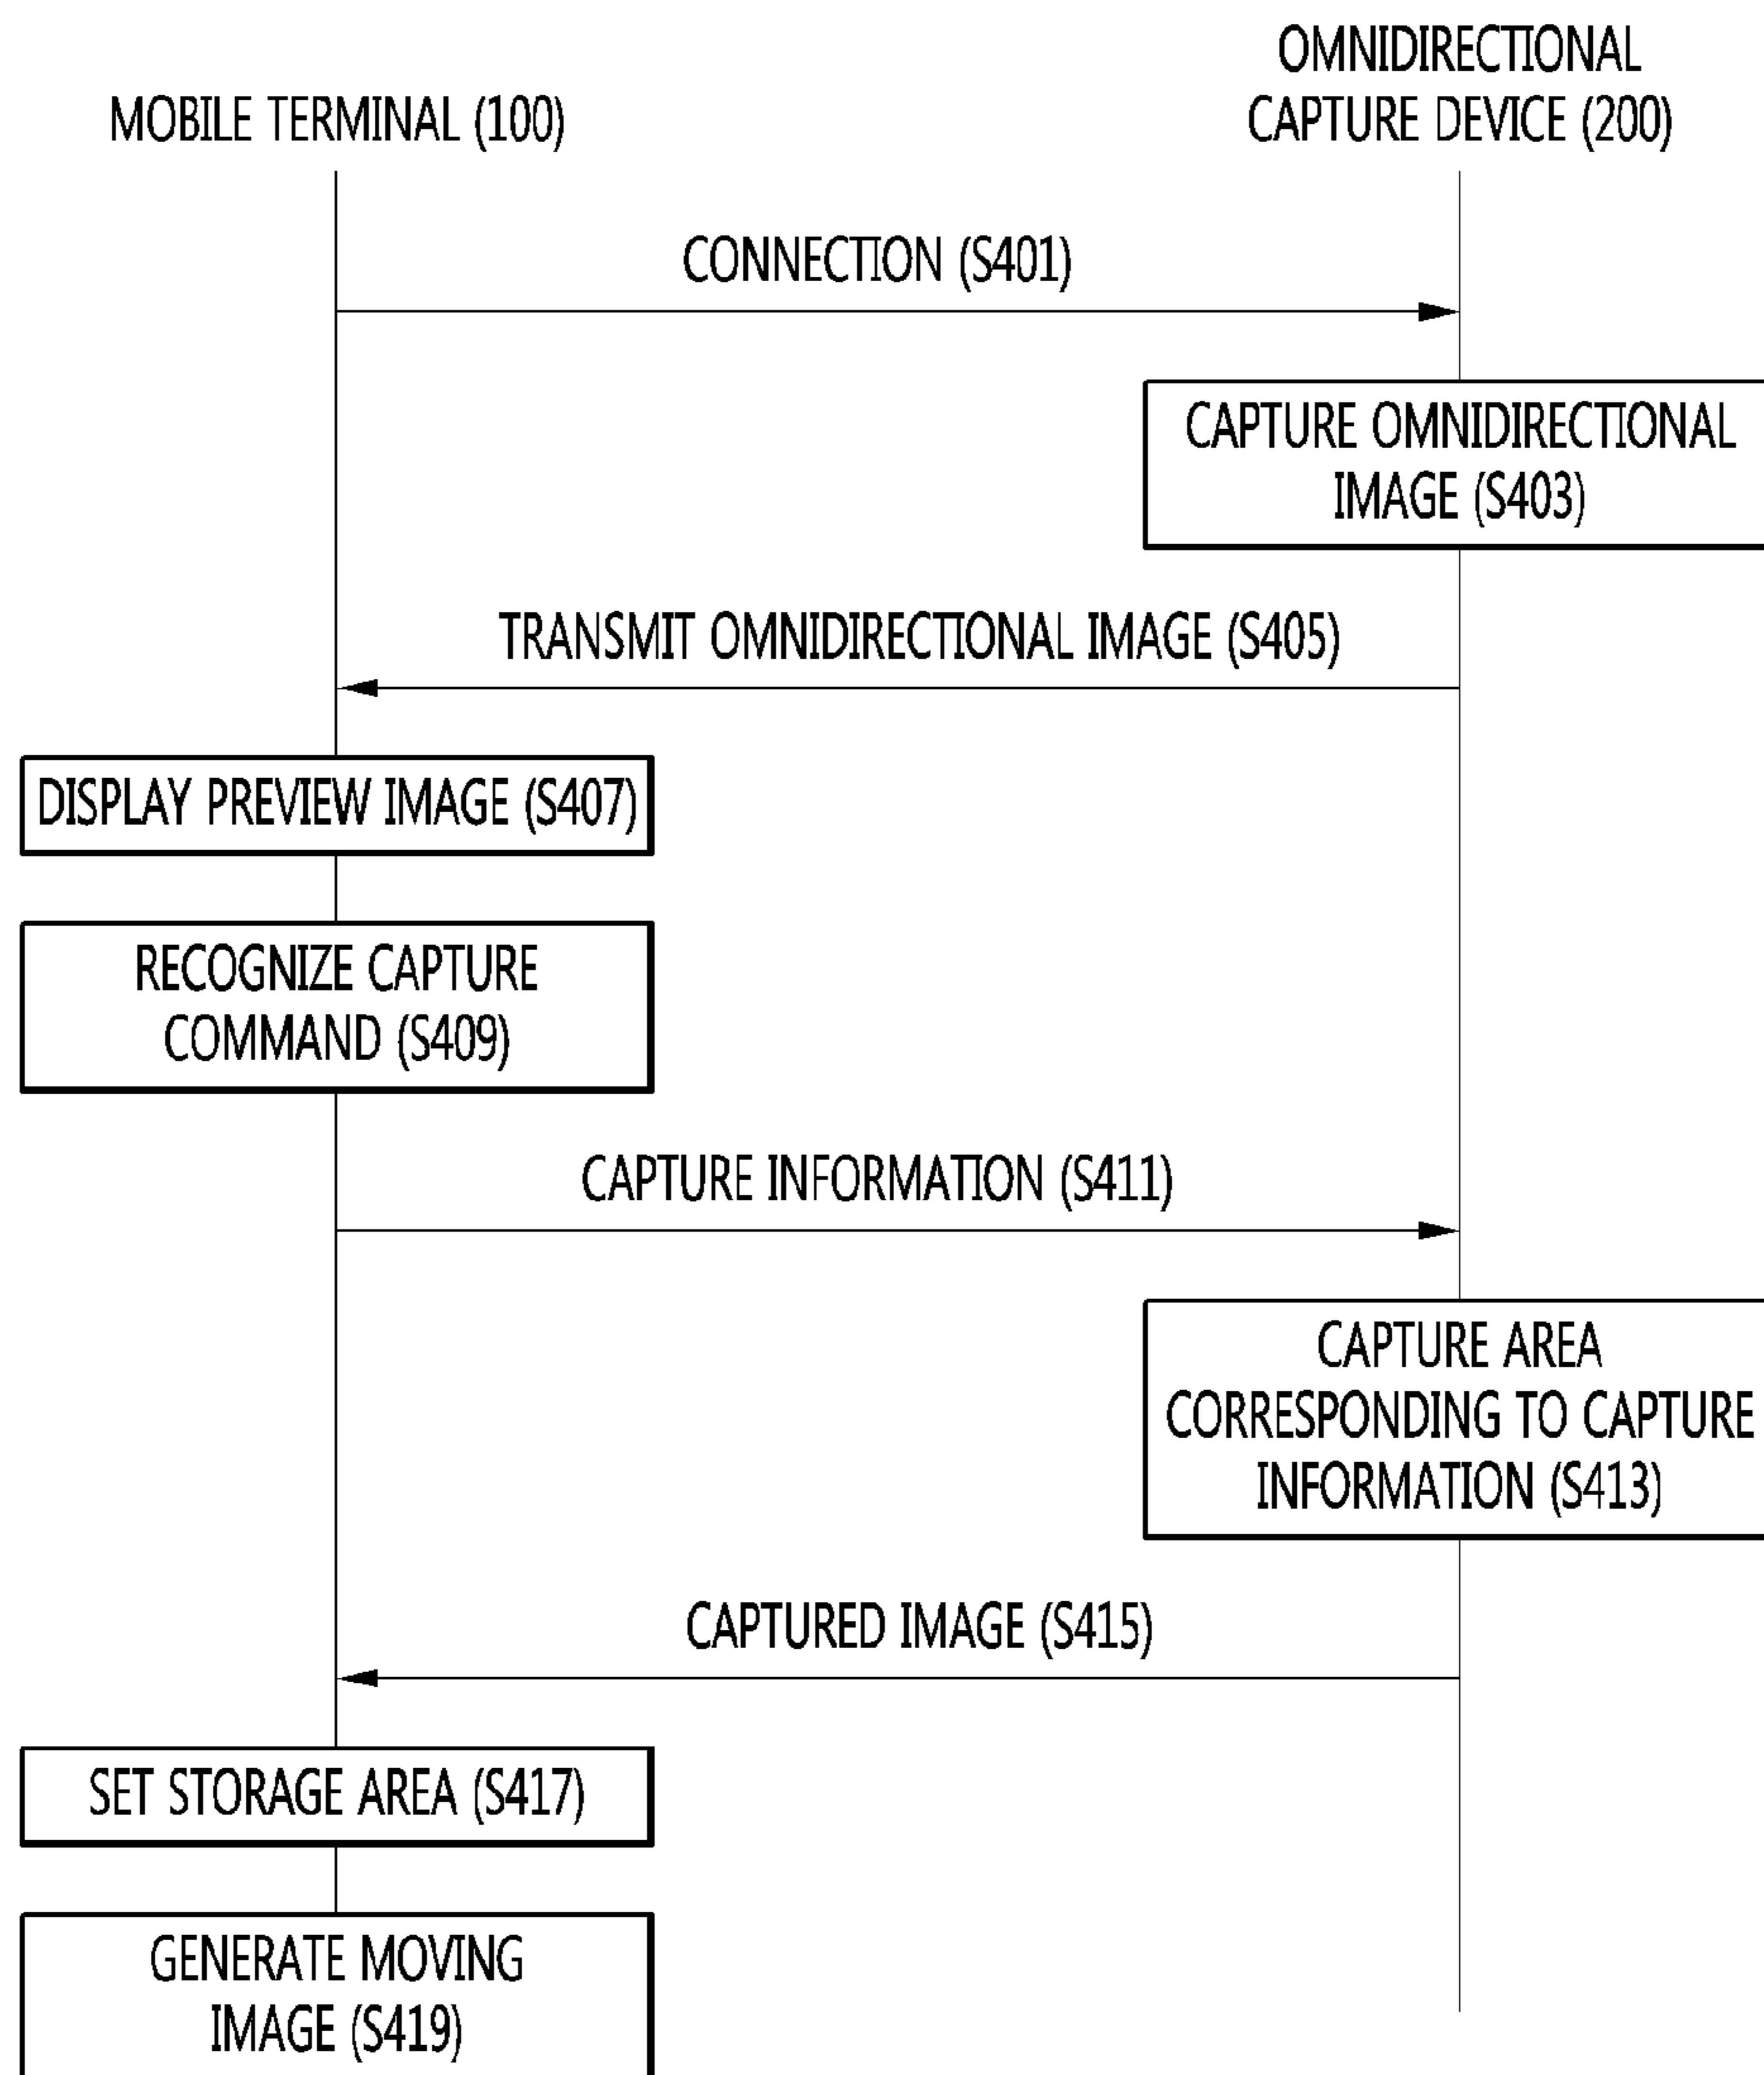 OMNIDIRECTIONAL
MOBILE TERMINAL (100)
CAPTURE DEVICE (200)
CONNECTION (S401)
CAPTURE OMNIDIRECTIONAL
IMAGE (S403)
TRANSMIT OMNIDIRECTIONAL IMAGE (S405)
DISPLAY PREVIEW IMAGE (S407)
RECOGNIZE CAPTURE
COMMAND (S409)
CAPTURE INFORMATION (S411)
CAPTURE AREA
CORRESPONDING TO CAPTURE
INFORMATION (S413)
CAPTURED IMAGE (S415)
SET STORAGE AREA (S417)
GENERATE MOVING
IMAGE (S419)